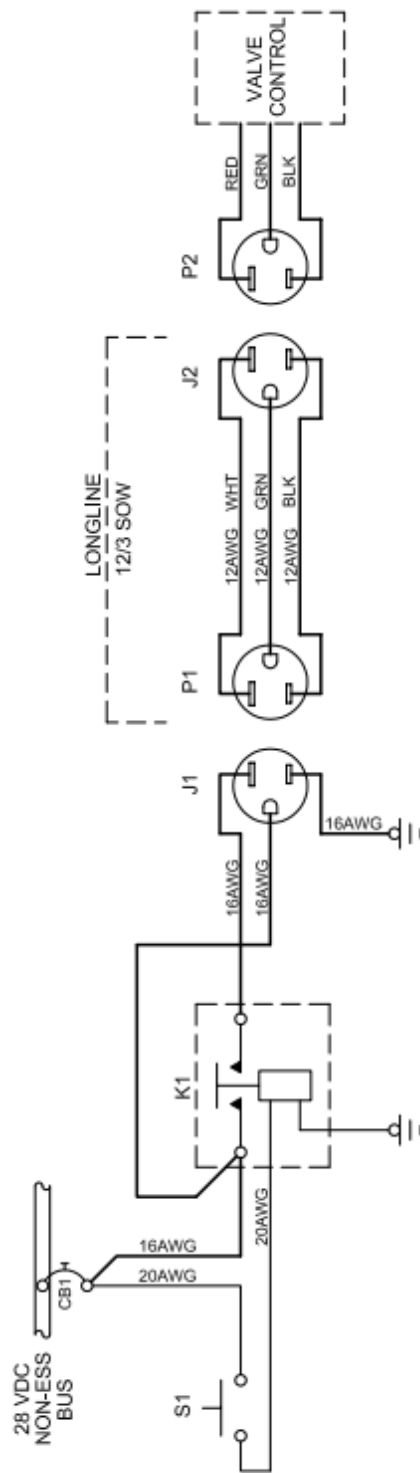 28 VDC
NON-ESS
BUS
CB1
S1
16AWG
20AWG
K1
20AWG
16AWG
16AWG
16AWG
J1
P1
LONGLINE
12/3 SOW
12AWG WHT
12AWG GRN
12AWG BLK
J2
P2
RED
GRN
BLK
VALVE
CONTROL